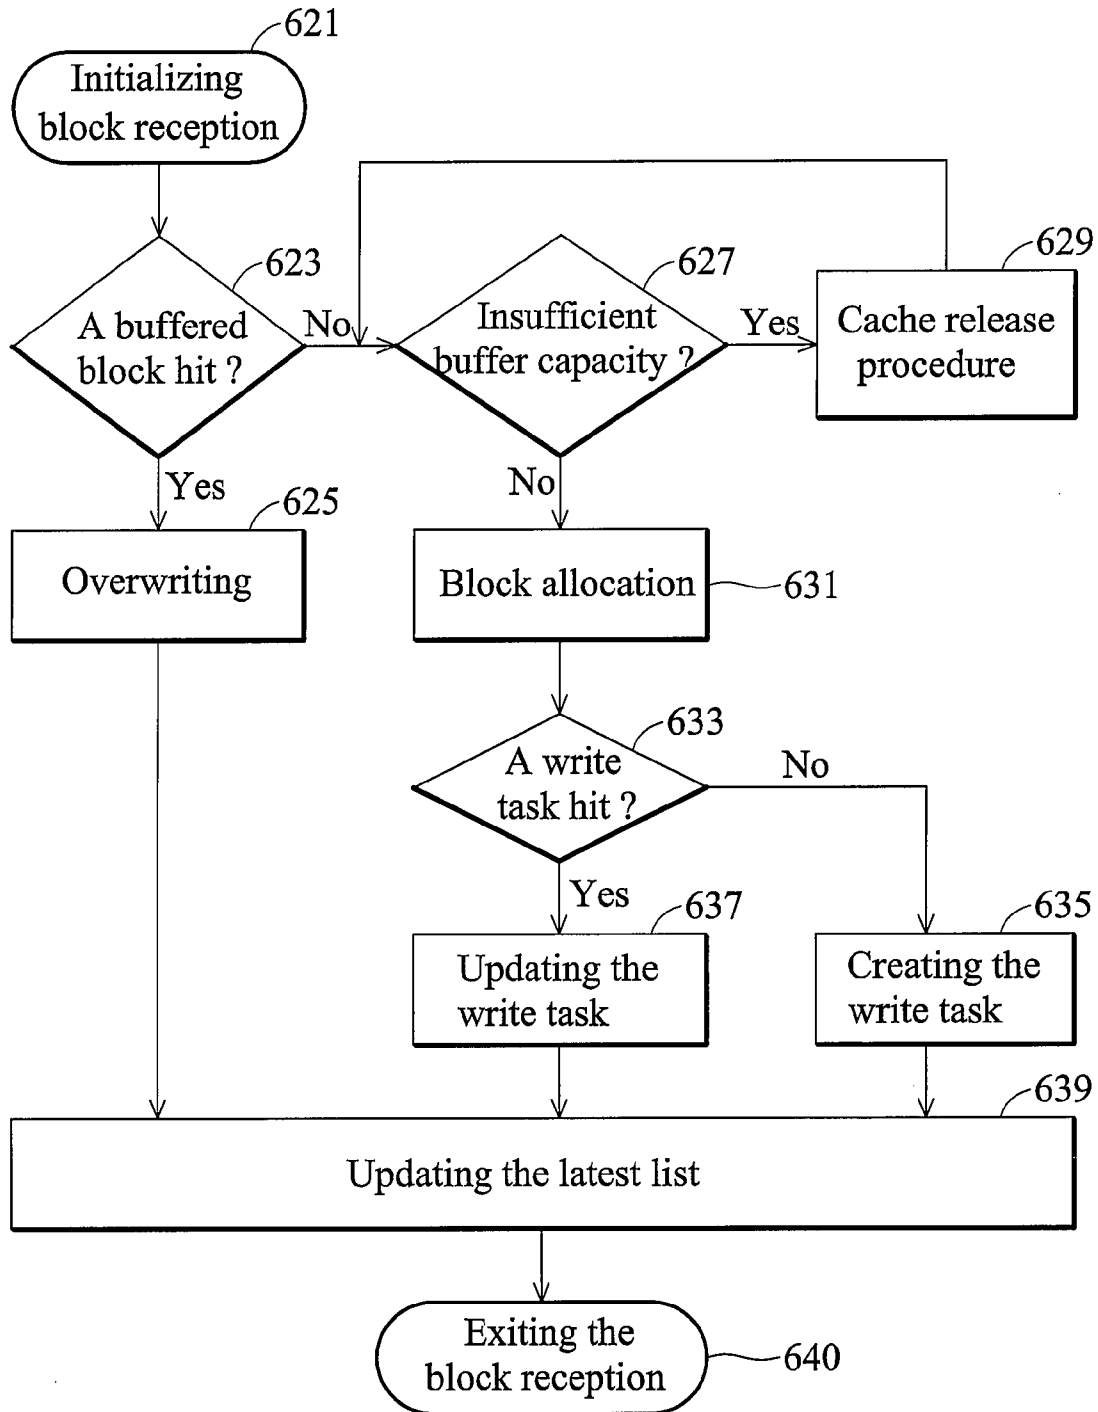 621
Initializing
block reception
623
A buffered
block hit ?
No
627
Insufficient
buffer capacity ?
Yes
629
Cache release
procedure
Yes
625
Overwriting
No
Block allocation
631
633
A write
task hit ?
No
Yes
637
Updating the
write task
635
Creating the
write task
639
Updating the latest list
Exiting the
block reception
640